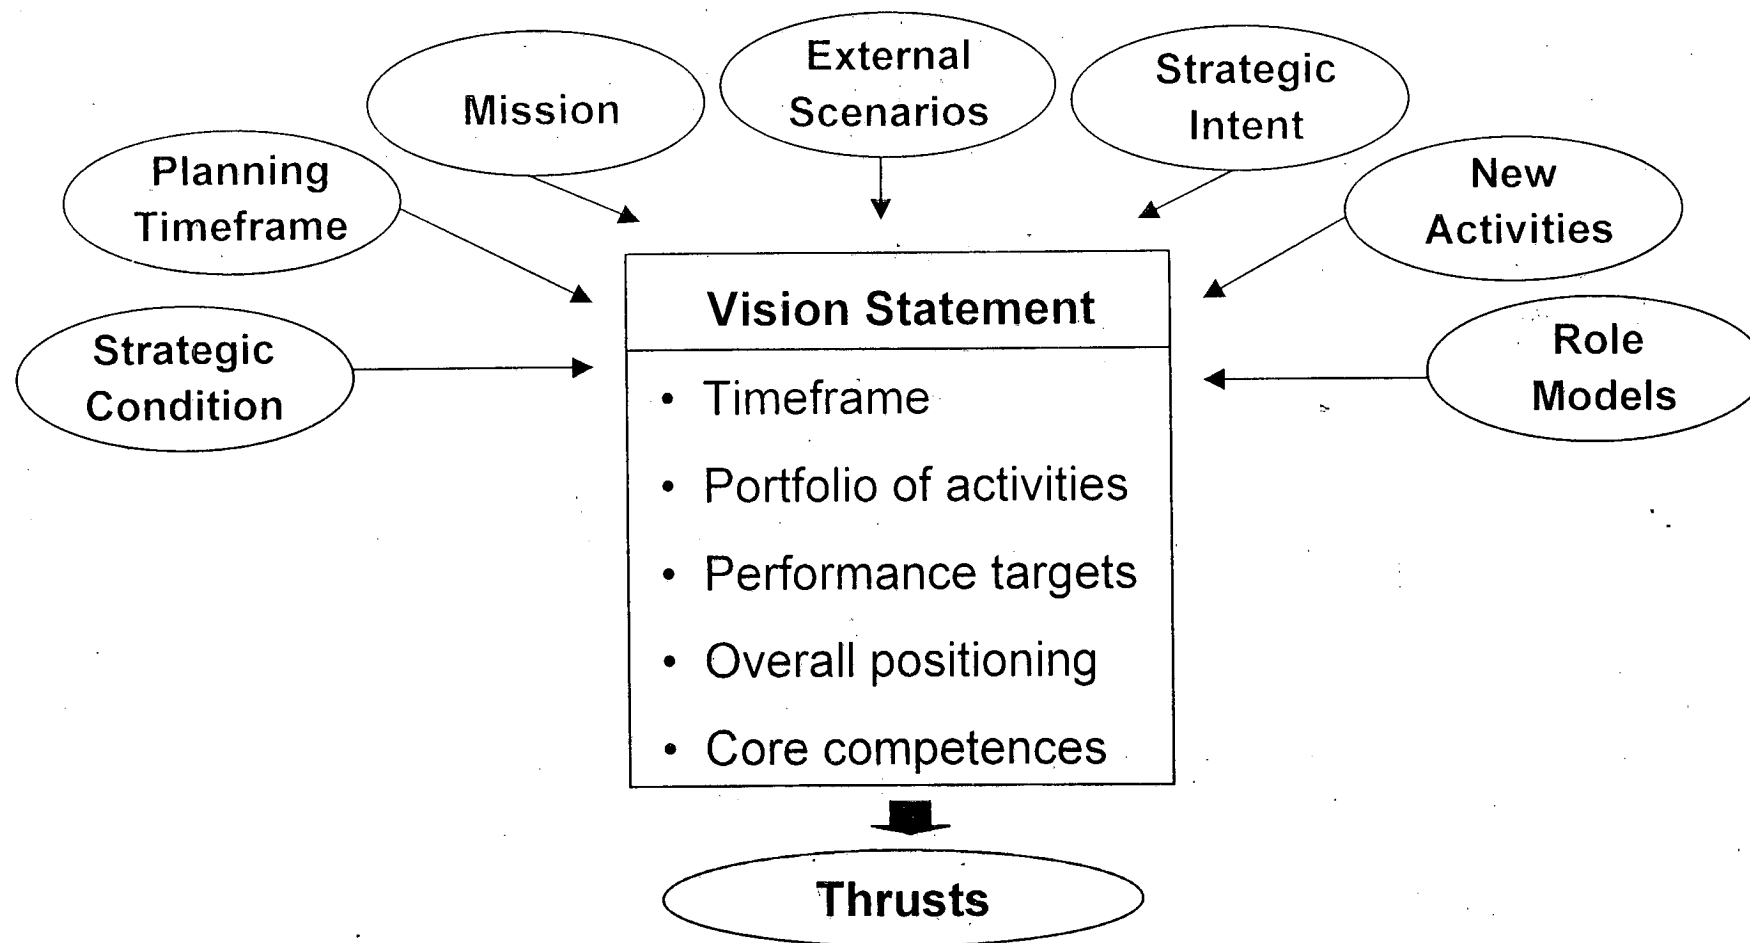 External
Scenarios
Strategic
Intent
Mission
Planning
Timeframe
New
Activities
Strategic
Condition
Role
Models
Vision Statement
• Timeframe
• Portfolio of activities
• Performance targets
• Overall positioning
• Core competences
Thrusts